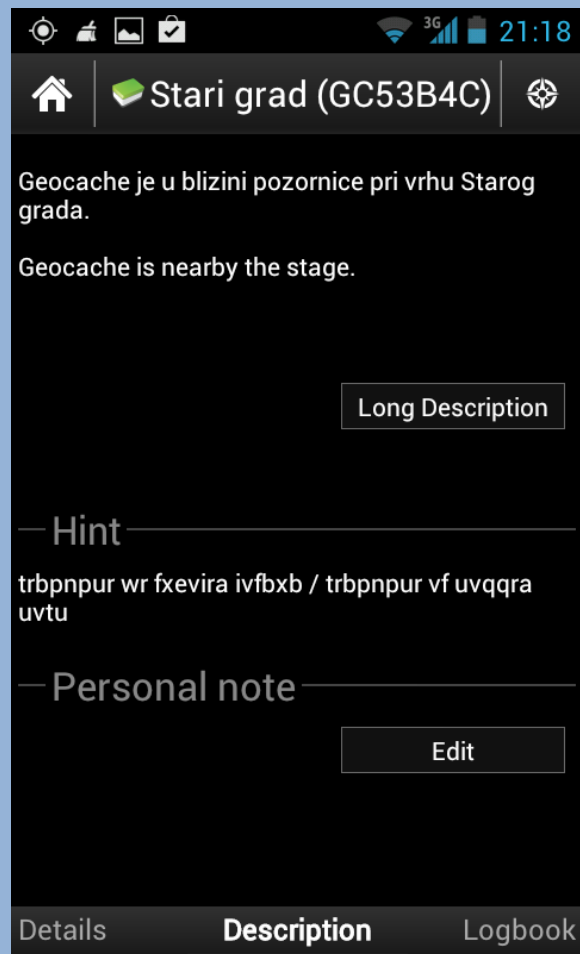 3G 21:18
Stari grad (GC53B4C)
Geocache je u blizini pozornice pri vrhu Starog
grada.
Geocache is nearby the stage.
Long Description
Hint
trbpnpur wr fxevira ivfbxb / trbpnpur vf uvqqra
uvtu
Personal note
Edit
Details Description Logbook